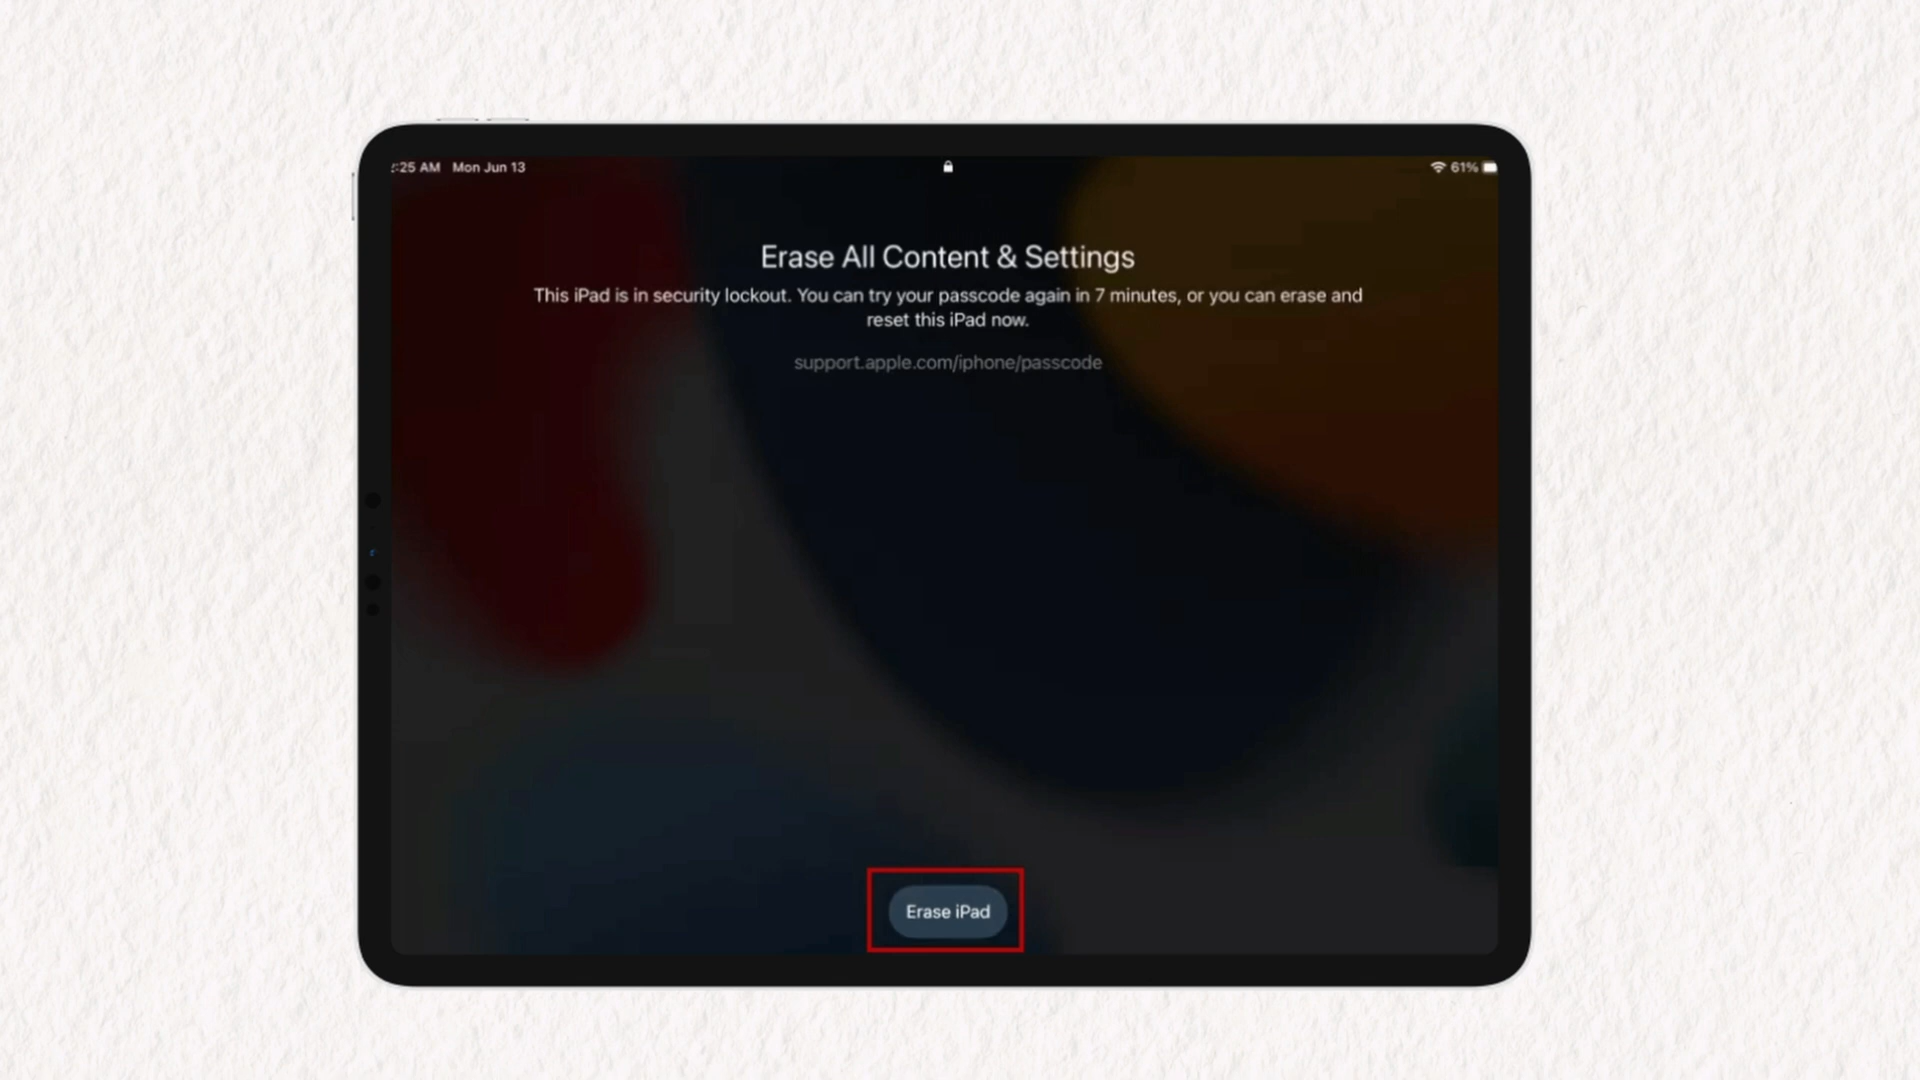 :25 AM Mon Jun 13
61%
Erase All Content & Settings
This iPad is in security lockout. You can try your passcode again in 7 minutes, or you can erase and
reset this iPad now.
support.apple.com/iphone/passcode
Erase iPad